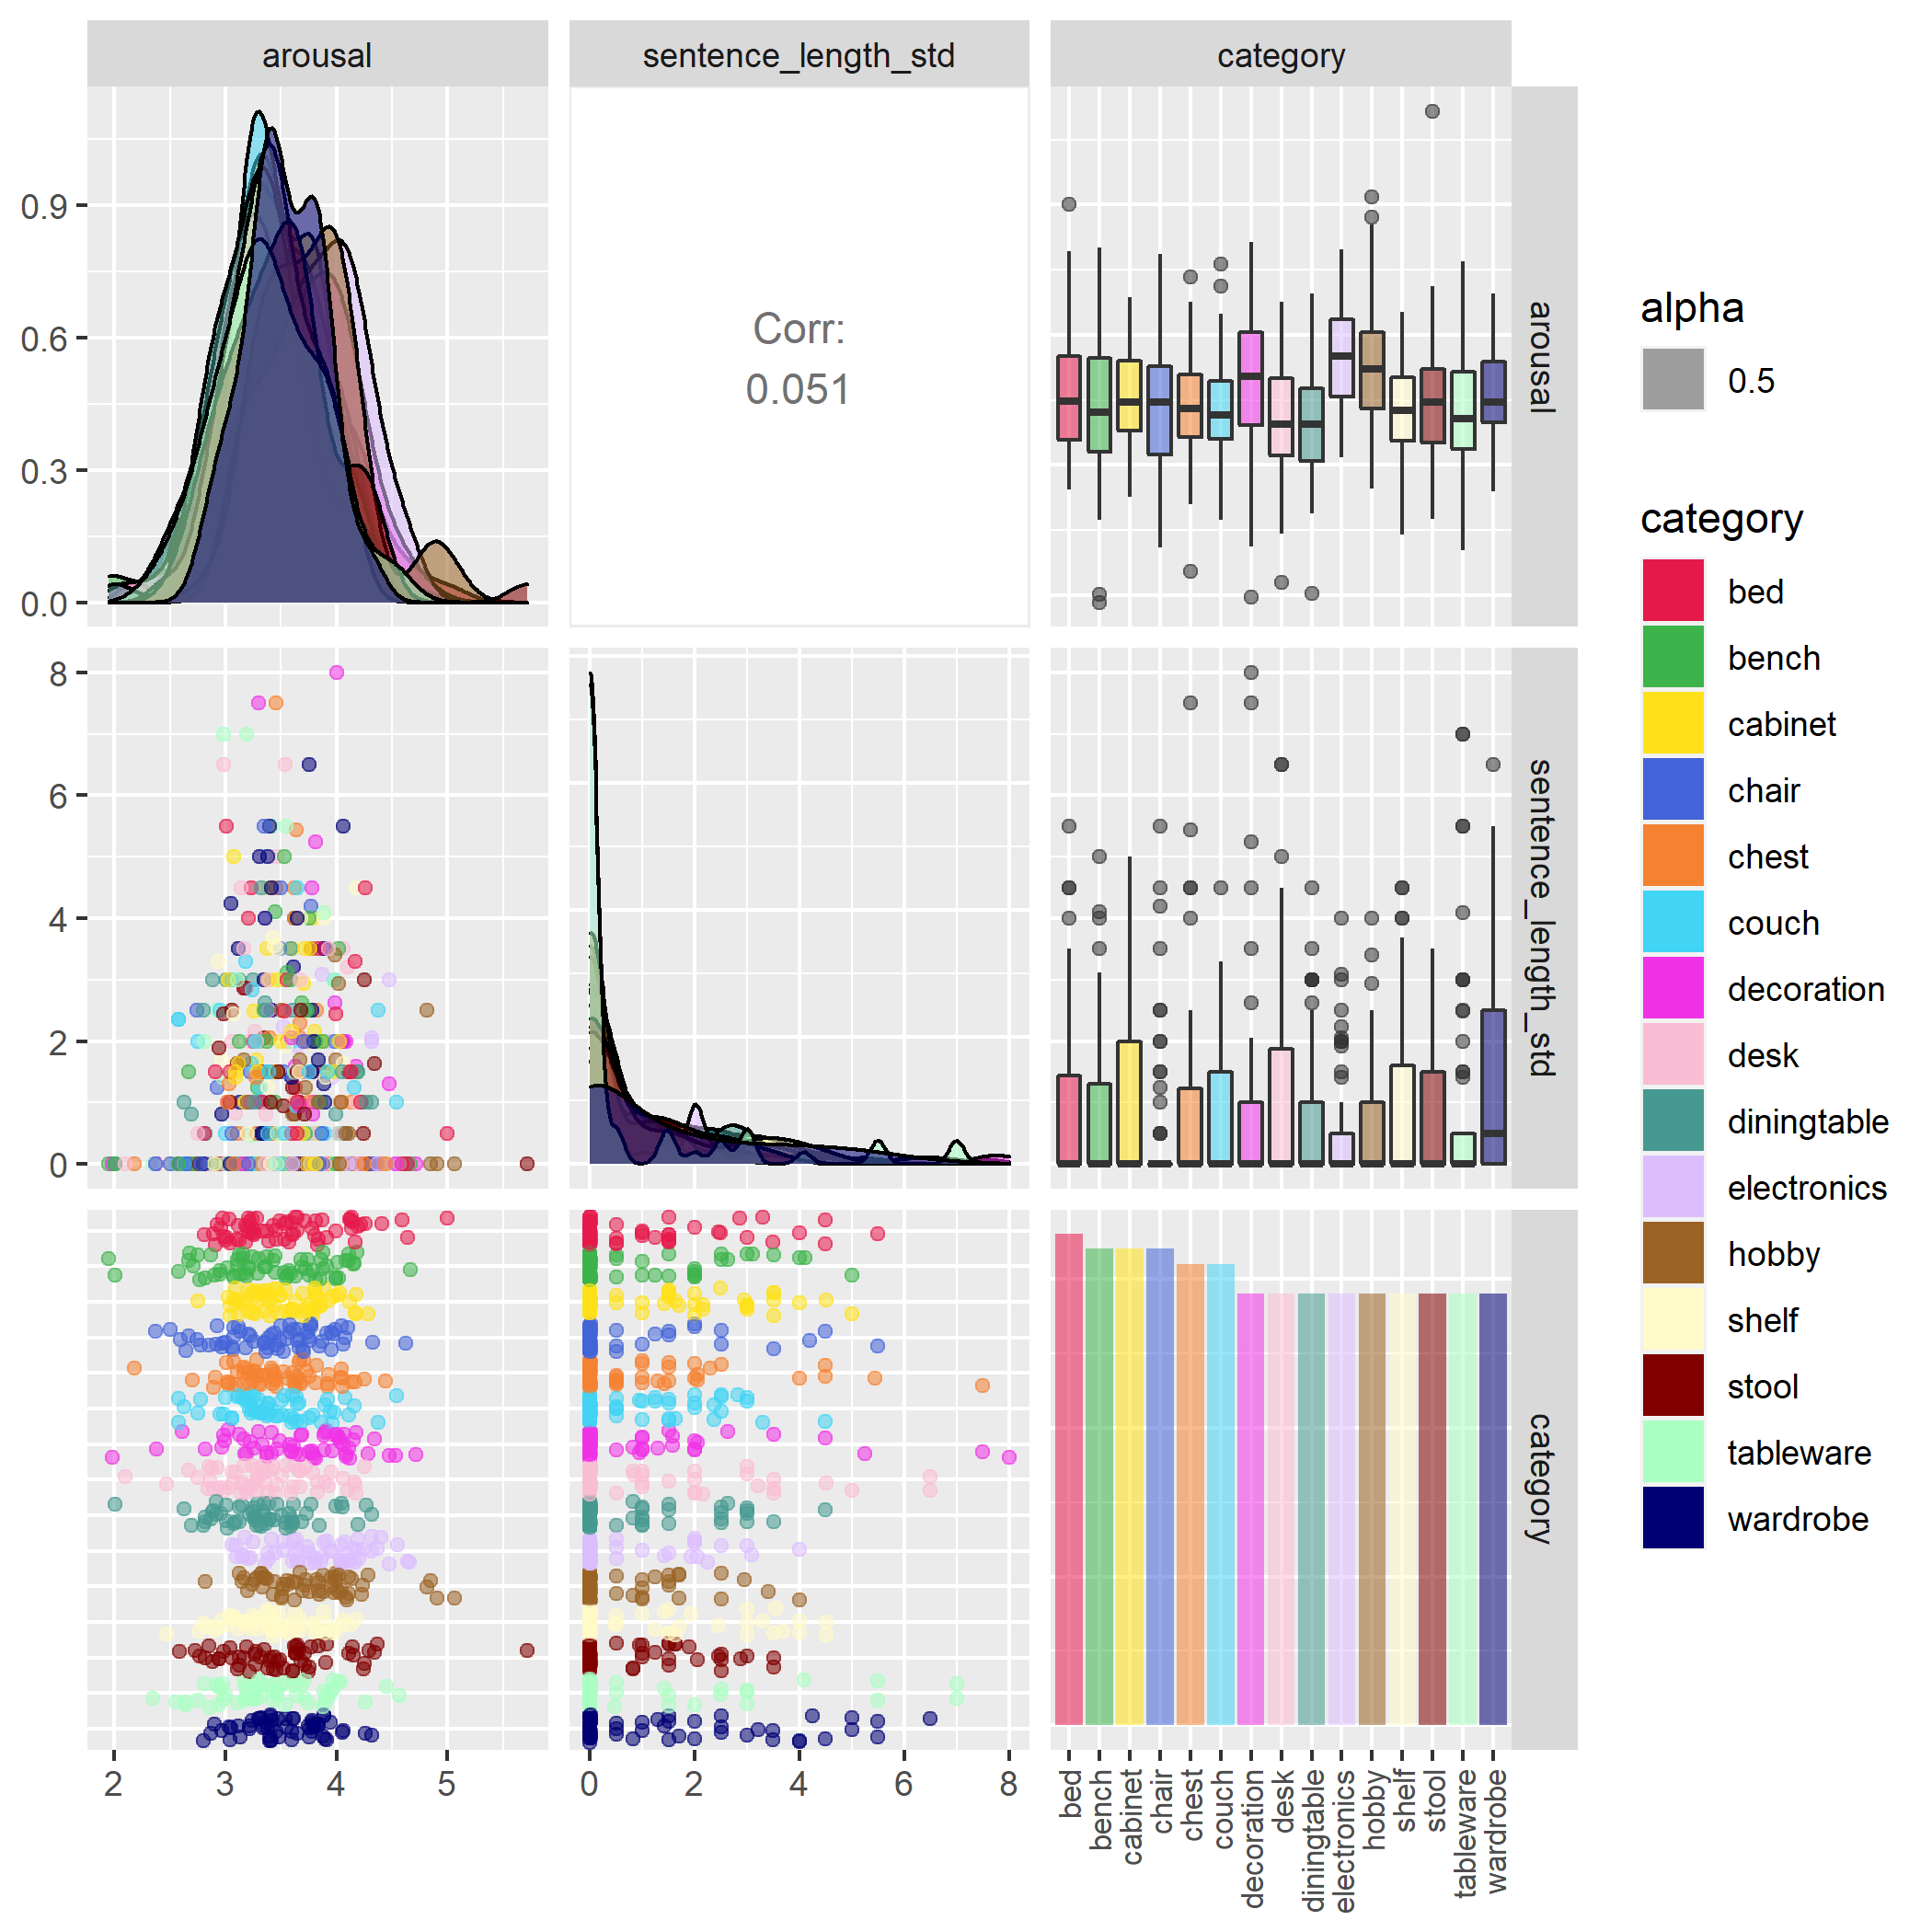 arousal
sentence_length_std
category
0.9
0.6
0.3
0.0
Corr:
0.051
arousal
8
6
4
2
0
sentence_length_std
category
2
3
4
5
0
2
4
6
8
bed
bench
cabinet
chair
chest
couch
decoration
desk
diningtable
electronics
hobby
shelf
stool
tableware
wardrobe
alpha
0.5
category
bed
bench
cabinet
chair
chest
couch
decoration
desk
diningtable
electronics
hobby
shelf
stool
tableware
wardrobe